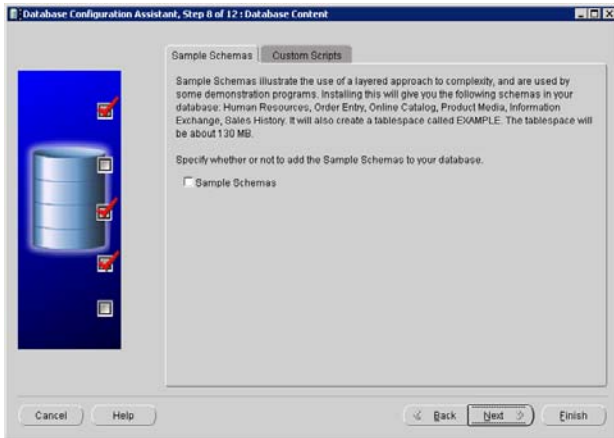 Database Configuration Assistant, Step 8 of 12 : Database Content
Sample Schemas
Custom Scripts
Sample Schemas illustrate the use of a layered approach to complexity, and are used by
some demonstration programs. Installing this will give you the following schemas in your
database: Human Resources, Order Entry, Online Catalog, Product Media, Information
Exchange, Sales History. It will also create a tablespace called EXAMPLE. The tablespace will
be about 130 MB.
Specify whether or not to add the Sample Schemas to your database.
Sample Schemas
Cancel
Help
Back
Next
Finish